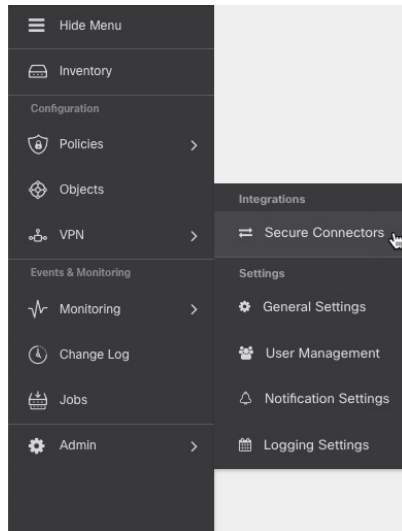 Hide Menu
Inventory
Configuration
Policies
Objects
VPN
Events & Monitoring
Monitoring
Change Log
Jobs
Admin
Integrations
Secure Connectors
Settings
General Settings
User Management
Notification Settings
Logging Settings